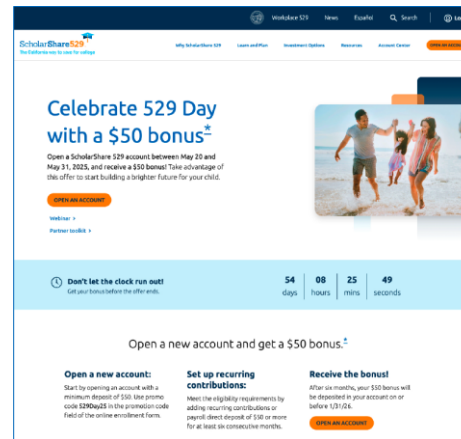 Workplace 529 News Español Search
ScholarShare529
The California way to save for college
Why ScholarShare 529 Learn and Plan Investment Options Resources Account Center OPEN AN ACCOU
Celebrate 529 Day
with a $50 bonus*
Open a ScholarShare 529 account between May 20 and
May 31, 2025, and receive a $50 bonus! Take advantage of
this offer to start building a brighter future for your child.
OPEN AN ACCOUNT
Webinar >
Partner toolkit >
Don't let the clock run out!
Get your bonus before the offer ends.
54 08 25 49
days hours mins seconds
Open a new account and get a $50 bonus.*
Open a new account:
Start by opening an account with a
minimum deposit of $50. Use promo
code 529Day25 in the promotion code
field of the online enrollment form.
Set up recurring
contributions:
Meet the eligibility requirements by
adding recurring contributions or
payroll direct deposit of $50 or more
for at least six consecutive months.
Receive the bonus!
After six months, your $50 bonus will
be deposited in your account on or
before 1/31/26.
OPEN AN ACCOUNT